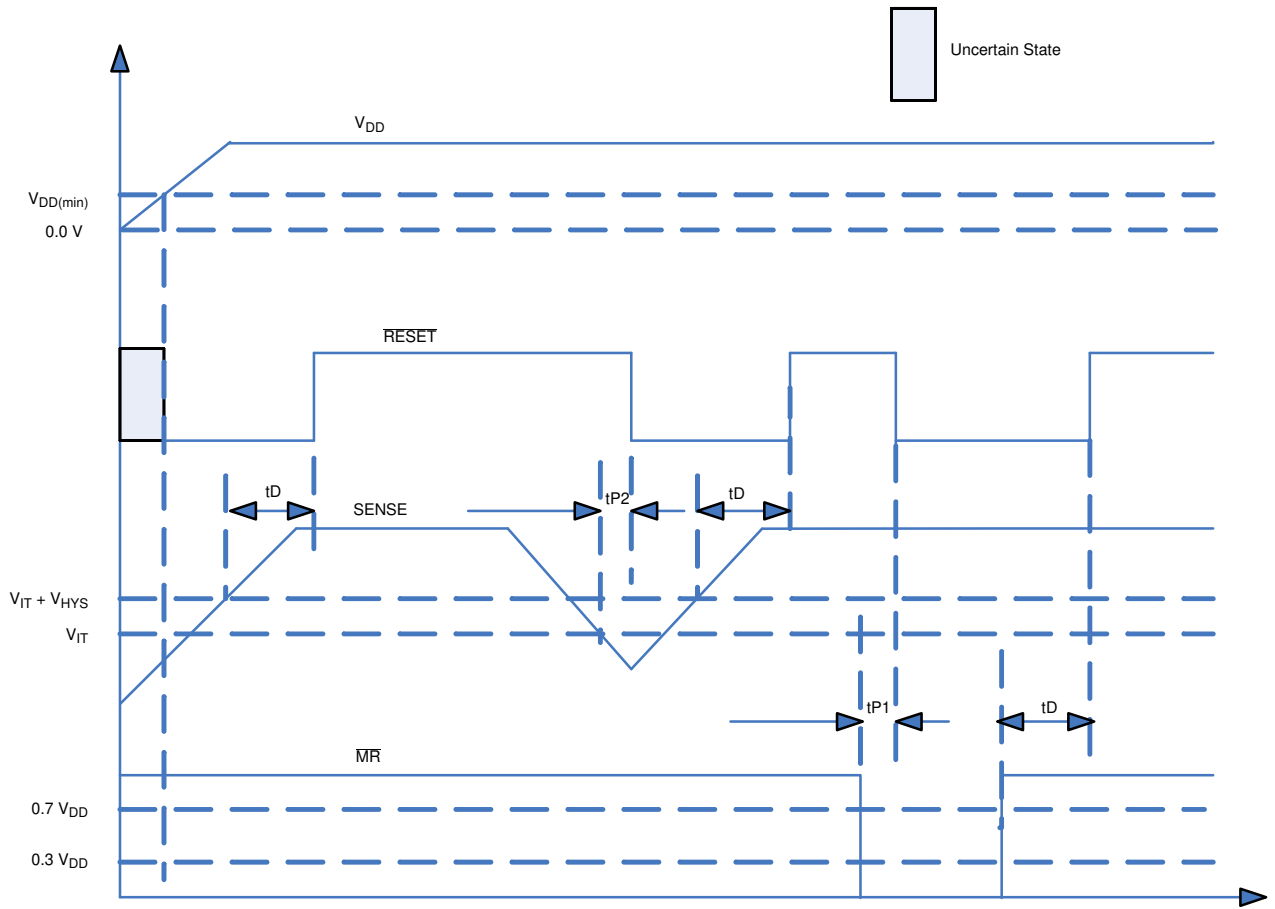 Uncertain State
VDD
VDD(min)
0.0 V
RESET
tD
SENSE
tP2
tD
VIT + VHYS
VIT
tP1
tD
MR
0.7 VDD
0.3 VDD